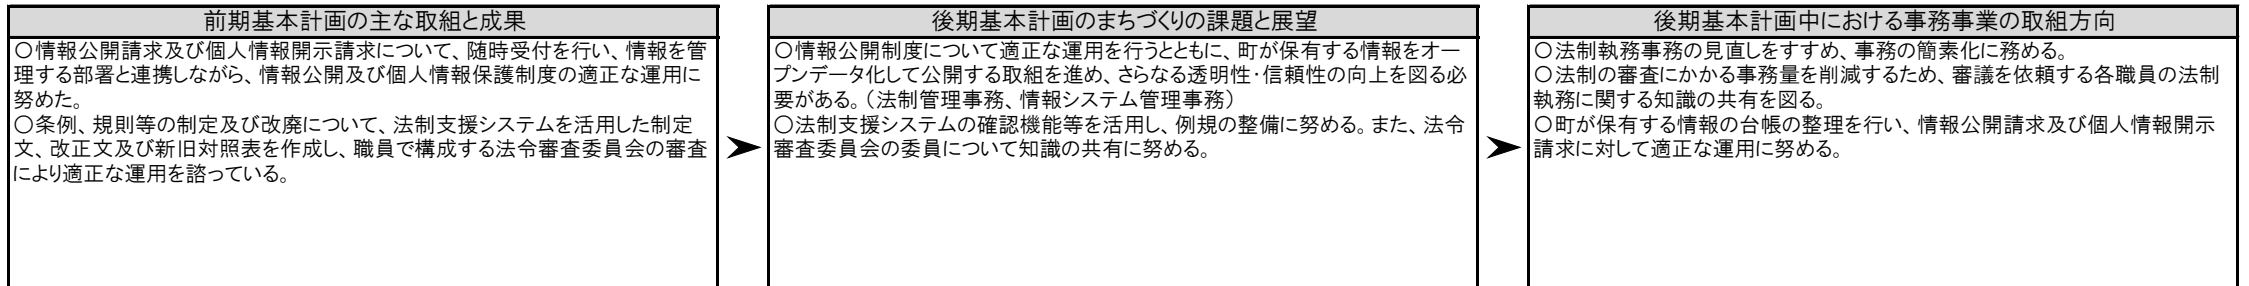 前期基本計画の主な取組と成果
〇情報公開請求及び個人情報開示請求について、随時受付を行い、情報を管
理する部署と連携しながら、情報公開及び個人情報保護制度の適正な運用に
努めた。
〇条例、規則等の制定及び改廃について、法制支援システムを活用した制定
文、改正文及び新旧対照表を作成し、職員で構成する法令審査委員会の審査
により適正な運用を諮っている。
後期基本計画のまちづくりの課題と展望
〇情報公開制度について適正な運用を行うとともに、町が保有する情報をオー
プンデータ化して公開する取組を進め、さらなる透明性・信頼性の向上を図る必
要がある。（法制管理事務、情報システム管理事務）
〇法制支援システムの確認機能等を活用し、例規の整備に努める。また、法令
審査委員会の委員について知識の共有に努める。
後期基本計画中における事務事業の取組方向
〇法制執務事務の見直しをすすめ、事務の簡素化に務める。
〇法制の審査にかかる事務量を削減するため、審議を依頼する各職員の法制
執務に関する知識の共有を図る。
〇町が保有する情報の台帳の整理を行い、情報公開請求及び個人情報開示
請求に対して適正な運用に努める。